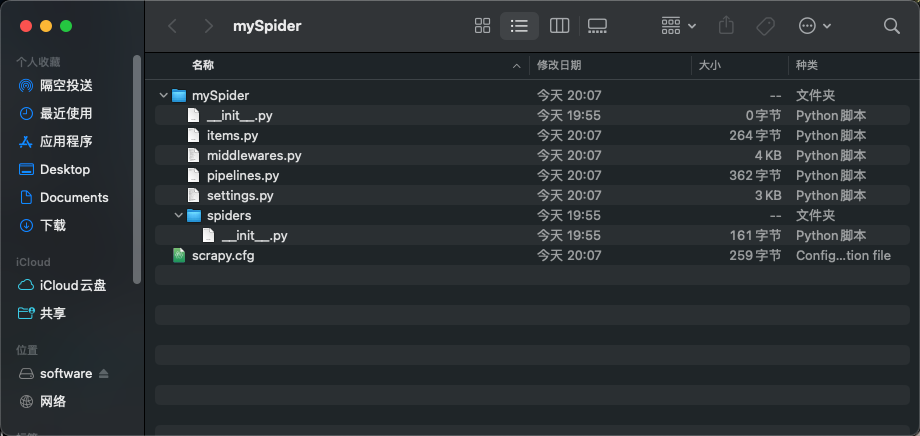 mySpider
个人收藏
隔空投送
最近使用
应用程序
Desktop
Documents
下载
iCloud
iCloud云盘
共享
位置
software
网络
名称 修改日期 大小 种类
mySpider 今天 20:07 -- 文件夹
__init__.py 今天 19:55 0 字节 Python脚本
items.py 今天 20:07 264 字节 Python脚本
middlewares.py 今天 20:07 4 KB Python脚本
pipelines.py 今天 20:07 362 字节 Python脚本
settings.py 今天 20:07 3 KB Python脚本
spiders 今天 19:55 -- 文件夹
__init__.py 今天 19:55 161 字节 Python脚本
scrapy.cfg 今天 20:07 259 字节 Config...tion file